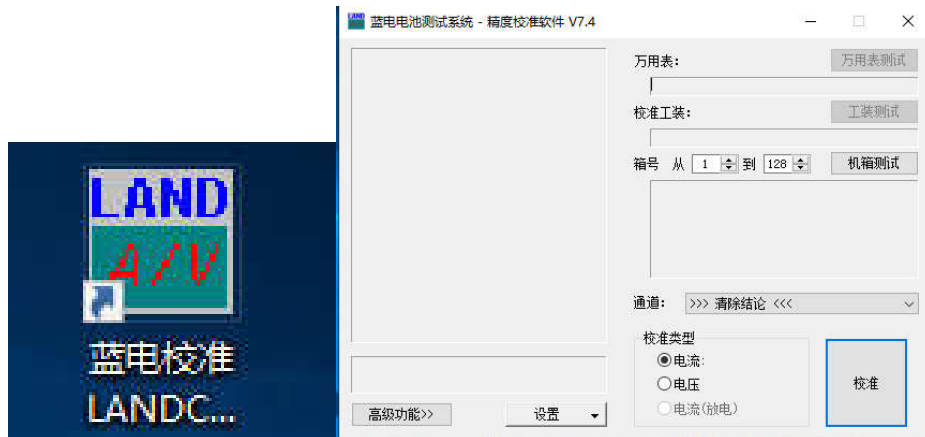 LAND
A/V
蓝电校准
LANDC...
LAND
蓝电电池测试系统 - 精度校准软件 V7.4
万用表:
万用表测试
校准工装:
工装测试
箱号 从 1 到 128
机箱测试
通道: >>> 清除结论 <<<
校准类型
电流:
电压
电流(放电)
校准
高级功能>>
设置